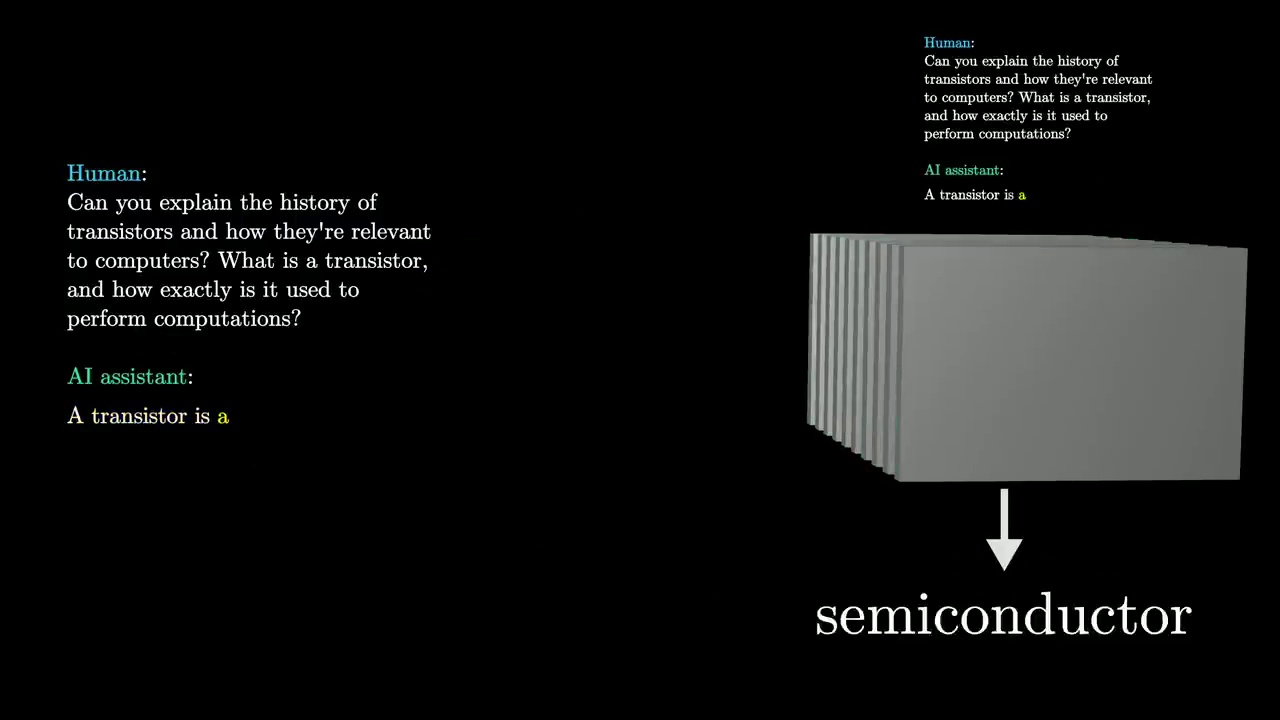 Human:
Can you explain the history of
transistors and how they're relevant
to computers? What is a transistor,
and how exactly is it used to
perform computations?
AI assistant:
A transistor is a
Human:
Can you explain the history of
transistors and how they're relevant
to computers? What is a transistor,
and how exactly is it used to
perform computations?
AI assistant:
A transistor is a
semiconductor